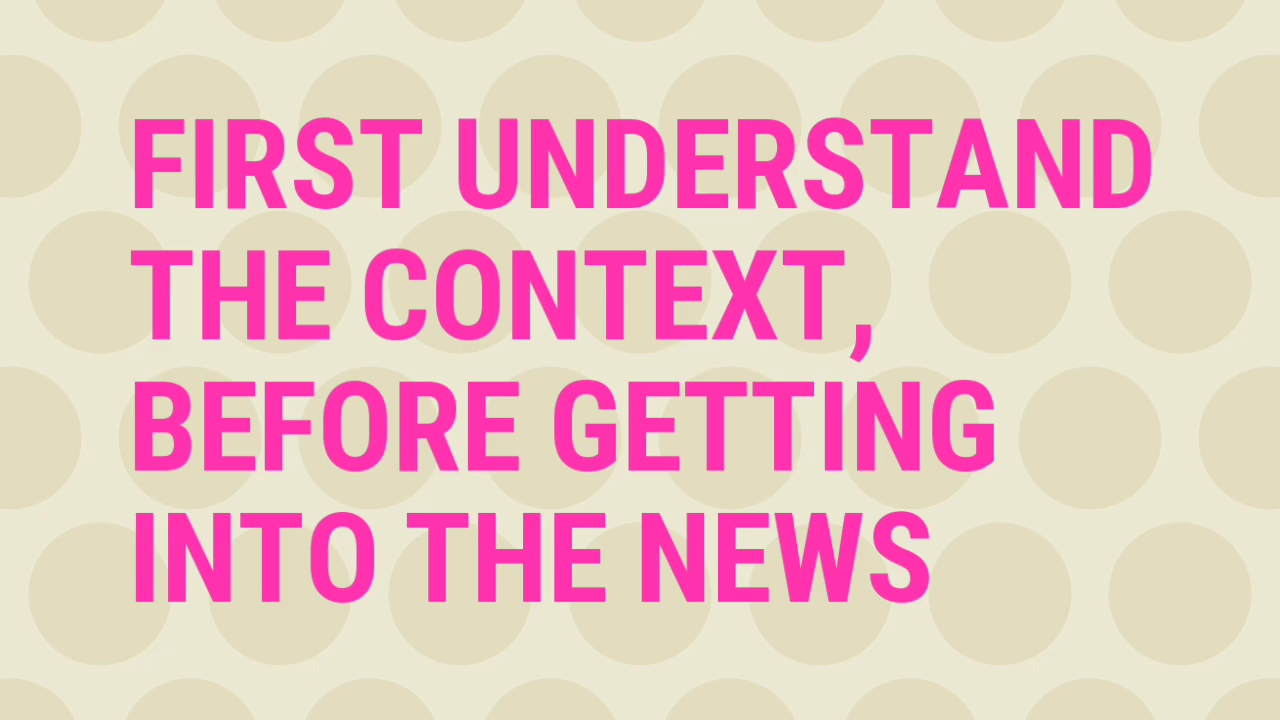 FIRST UNDERSTAND
THE CONTEXT,
BEFORE GETTING
INTO THE NEWS